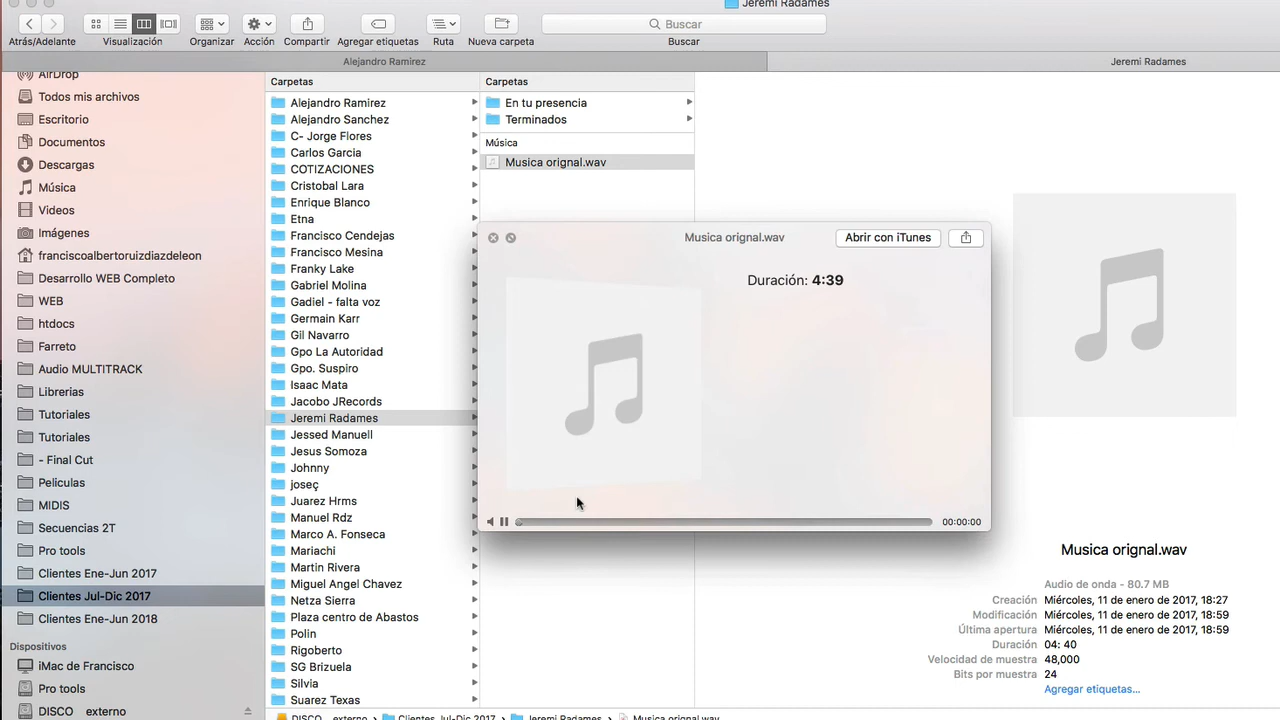 Jeremi Radames
Buscar
Atrás/Adelante
Visualización
Organizar
Acción
Compartir
Agregar etiquetas
Ruta
Nueva carpeta
Buscar
Alejandro Ramirez
Jeremi Radames
AirDrop
Todos mis archivos
Escritorio
Documentos
Descargas
Música
Videos
Imágenes
franciscoalbertoruizdiazdeleon
Desarrollo WEB Completo
WEB
htdocs
Farreto
Audio MULTITRACK
Librerias
Tutoriales
Tutoriales
- Final Cut
Peliculas
MIDIS
Secuencias 2T
Pro tools
Clientes Ene-Jun 2017
Clientes Jul-Dic 2017
Clientes Ene-Jun 2018
Dispositivos
iMac de Francisco
Pro tools
DISCO externo
Carpetas
Alejandro Ramirez
Alejandro Sanchez
C- Jorge Flores
Carlos Garcia
COTIZACIONES
Cristobal Lara
Enrique Blanco
Etna
Francisco Cendejas
Francisco Mesina
Franky Lake
Gabriel Molina
Gadiel - falta voz
Germain Karr
Gil Navarro
Gpo La Autoridad
Gpo. Suspiro
Isaac Mata
Jacobo JRecords
Jeremi Radames
Jessed Manuell
Jesus Somoza
Johnny
joseç
Juarez Hrms
Manuel Rdz
Marco A. Fonseca
Mariachi
Martin Rivera
Miguel Angel Chavez
Netza Sierra
Plaza centro de Abastos
Polin
Rigoberto
SG Brizuela
Silvia
Suarez Texas
Carpetas
En tu presencia
Terminados
Música
Musica orignal.wav
Musica orignal.wav
Abrir con iTunes
Duración: 4:39
00:00:00
Musica orignal.wav
Audio de onda - 80.7 MB
Creación Miércoles, 11 de enero de 2017, 18:27
Modificación Miércoles, 11 de enero de 2017, 18:59
Última apertura Miércoles, 11 de enero de 2017, 18:59
Duración 04: 40
Velocidad de muestra 48,000
Bits por muestra 24
Agregar etiquetas...
DISCO externo › Clientes Jul-Dic 2017 › Jeremi Radames › Musica orignal.wav